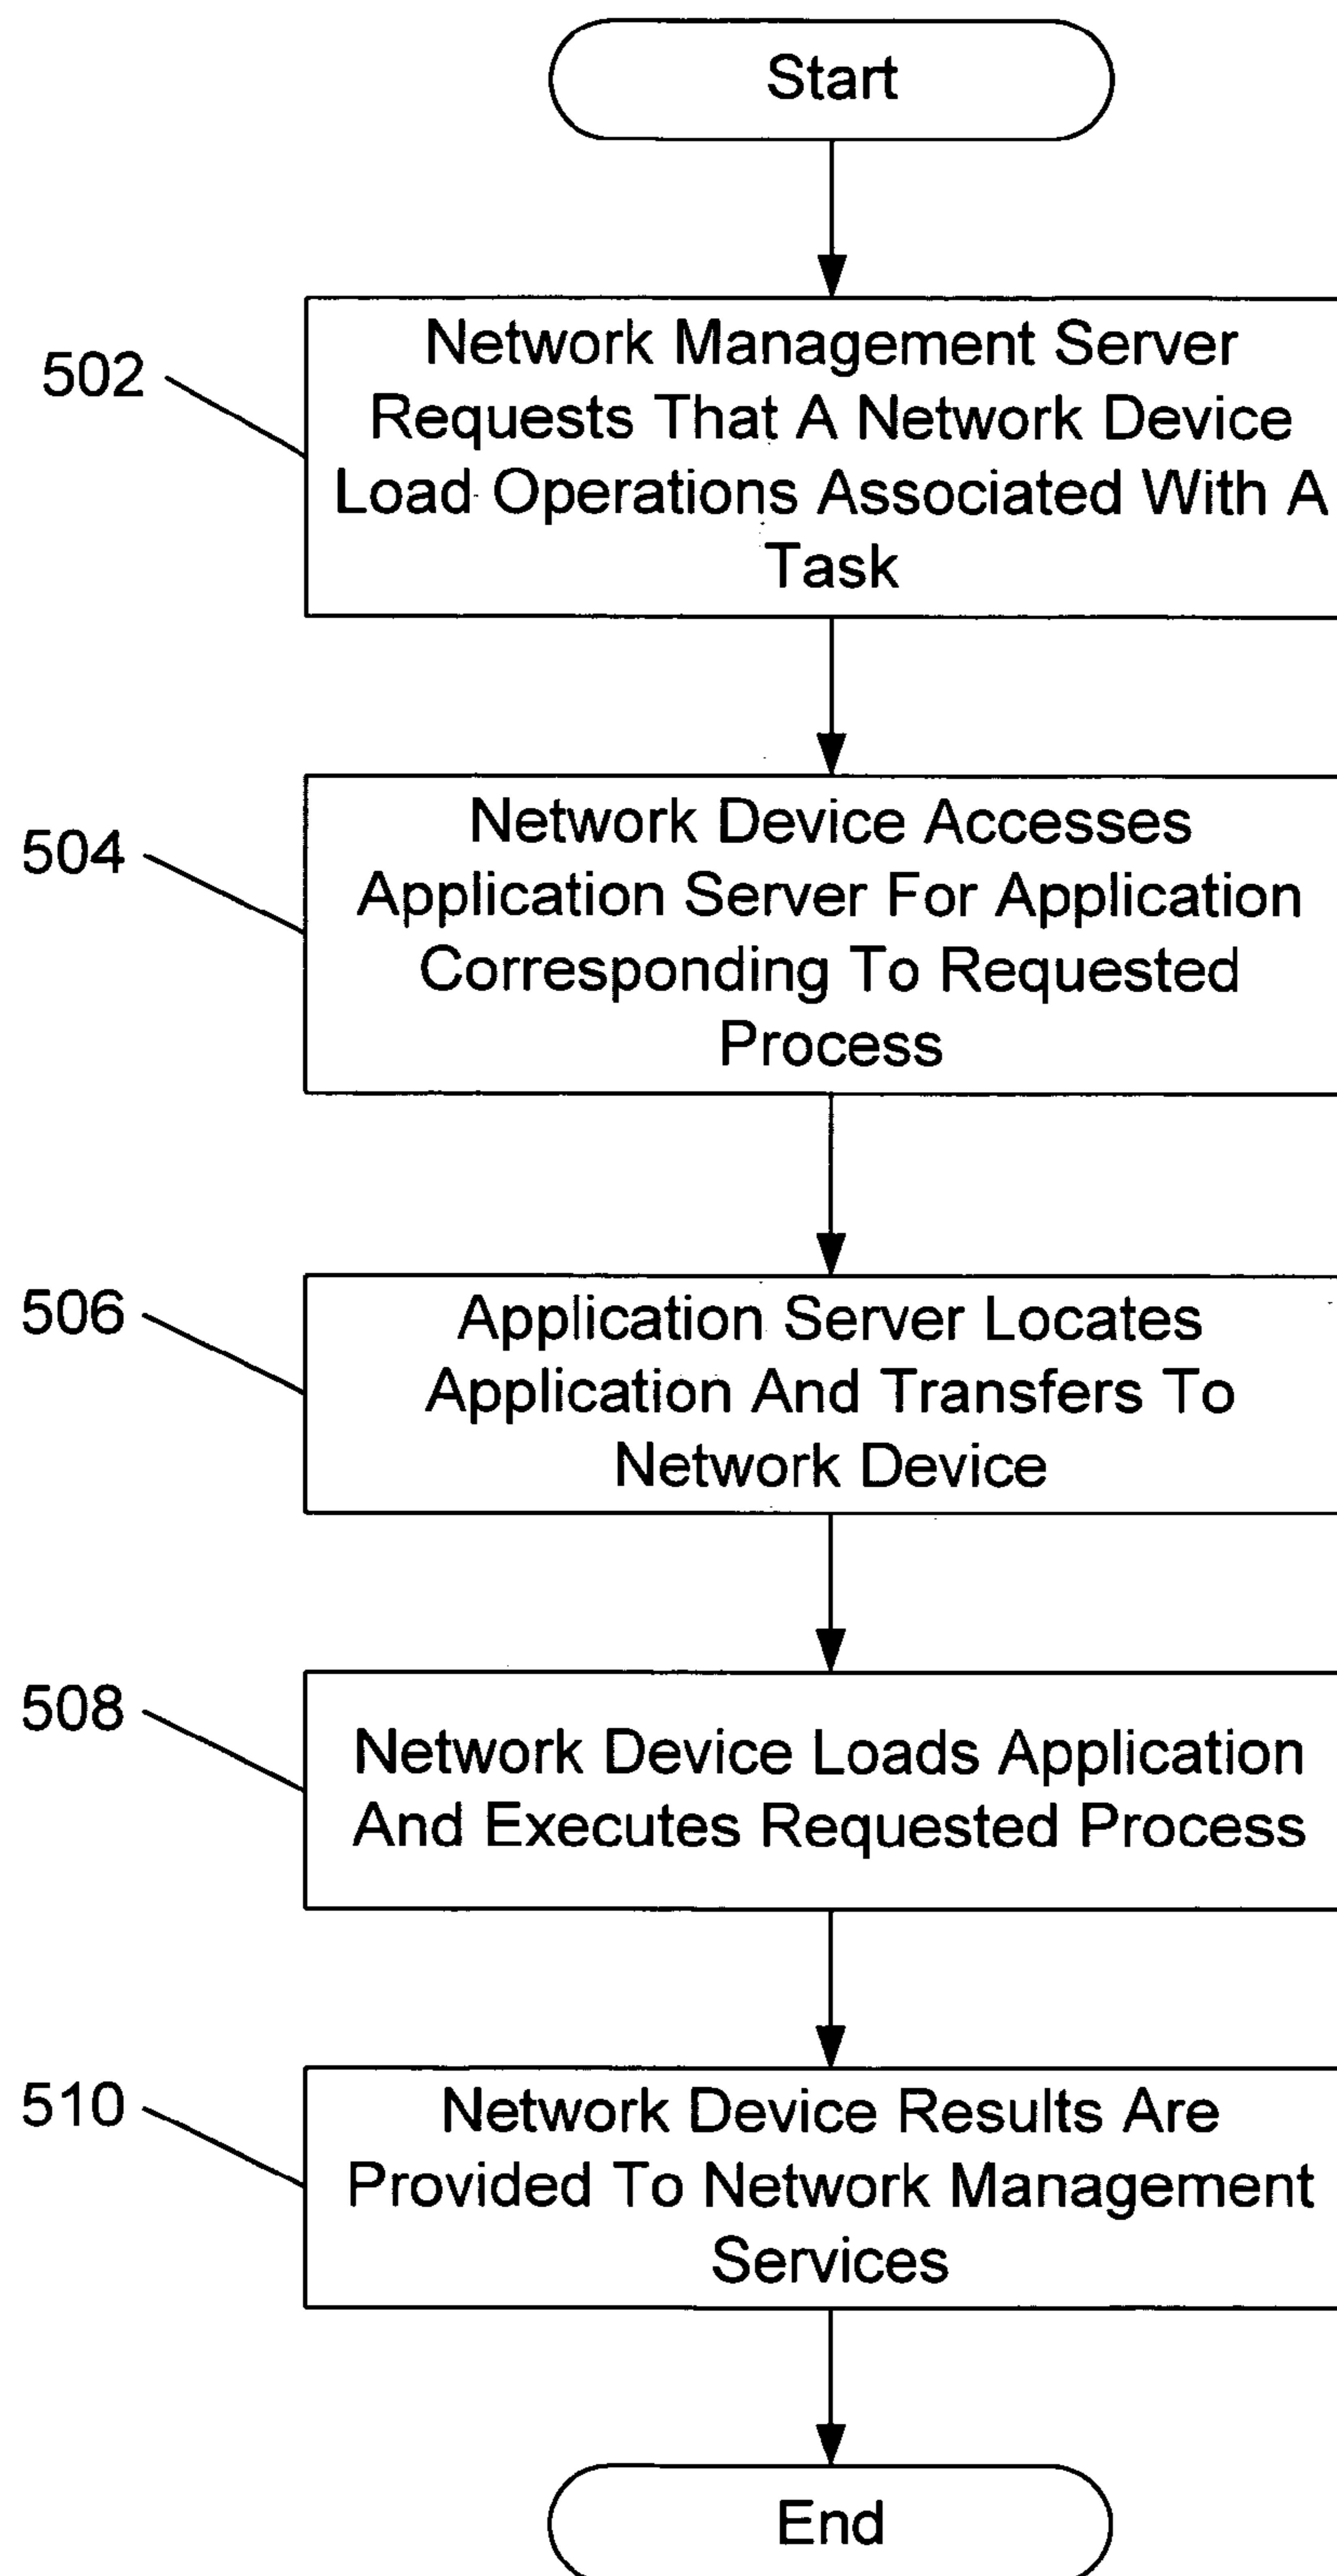 Start
502
Network Management Server
Requests That A Network Device
Load Operations Associated With A
Task
504
Network Device Accesses
Application Server For Application
Corresponding To Requested
Process
506
Application Server Locates
Application And Transfers To
Network Device
508
Network Device Loads Application
And Executes Requested Process
510
Network Device Results Are
Provided To Network Management
Services
End